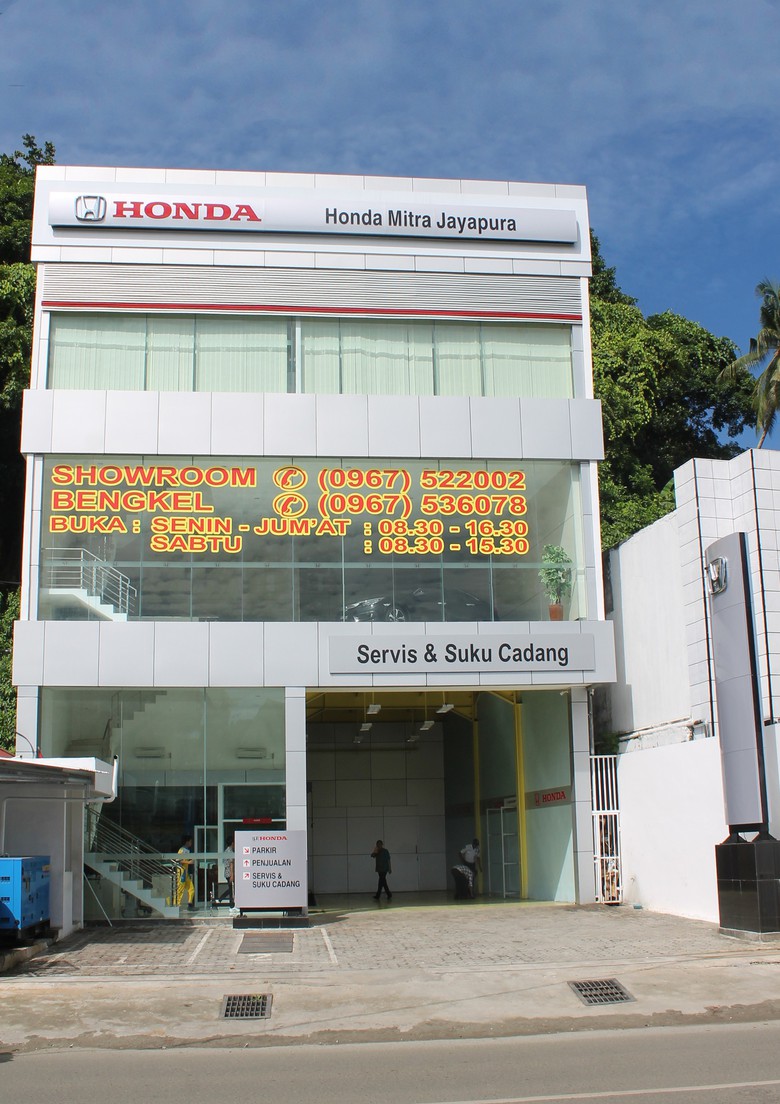 HONDA Honda Mitra Jayapura
SHOWROOM ✆ (0967) 522002
BENGKEL ✆ (0967) 536078
BUKA : SENIN - JUM'AT : 08.30 - 16.30
SABTU : 08.30 - 15.30
Servis & Suku Cadang
HONDA
HONDA
PARKIR
PENJUALAN
SERVIS &
SUKU CADANG